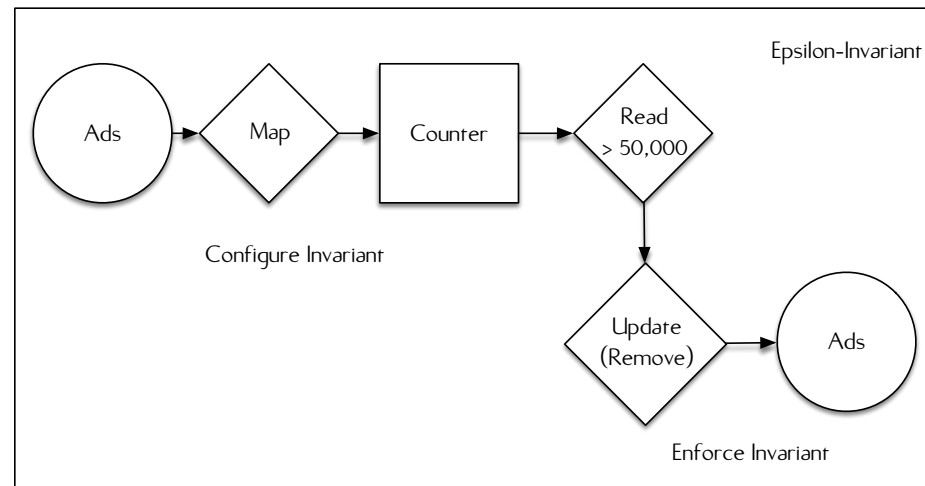 Epsilon-Invariant
Ads
Map
Counter
Read
> 50,000
Configure Invariant
Update
(Remove)
Ads
Enforce Invariant